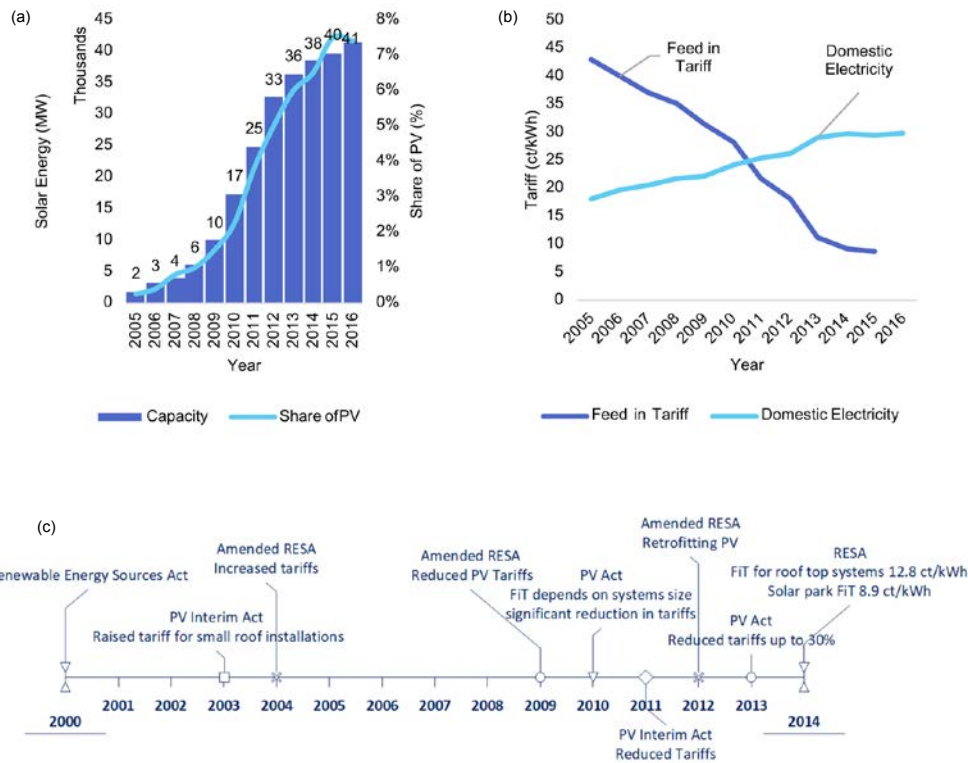 (a)
Solar Energy (MW)
Thousands
45
40
35
30
25
20
15
10
5
0
2
3
4
6
10
17
25
33
36
38
40
41
8%
7%
6%
5%
4%
3%
2%
1%
0%
Share of PV (%)
2005
2006
2007
2008
2009
2010
2011
2012
2013
2014
2015
2016
Year
Capacity
Share of PV
(b)
Tariff (ct/kWh)
50
45
40
35
30
25
20
15
10
5
0
Feed in
Tariff
Domestic
Electricity
2005
2006
2007
2008
2009
2010
2011
2012
2013
2014
2015
2016
Year
Feed in Tariff
Domestic Electricity
(c)
enewable Energy Sources Act
Amended RESA
Increased tariffs
PV Interim Act
Raised tariff for small roof installations
Amended RESA
Reduced PV Tariffs
PV Act
FiT depends on systems size
significant reduction in tariffs
Amended RESA
Retrofitting PV
PV Act
Reduced tariffs up to 30%
RESA
FiT for roof top systems 12.8 ct/kWh
Solar park FiT 8.9 ct/kWh
2000
2001
2002
2003
2004
2005
2006
2007
2008
2009
2010
2011
2012
2013
2014
PV Interim Act
Reduced Tariffs